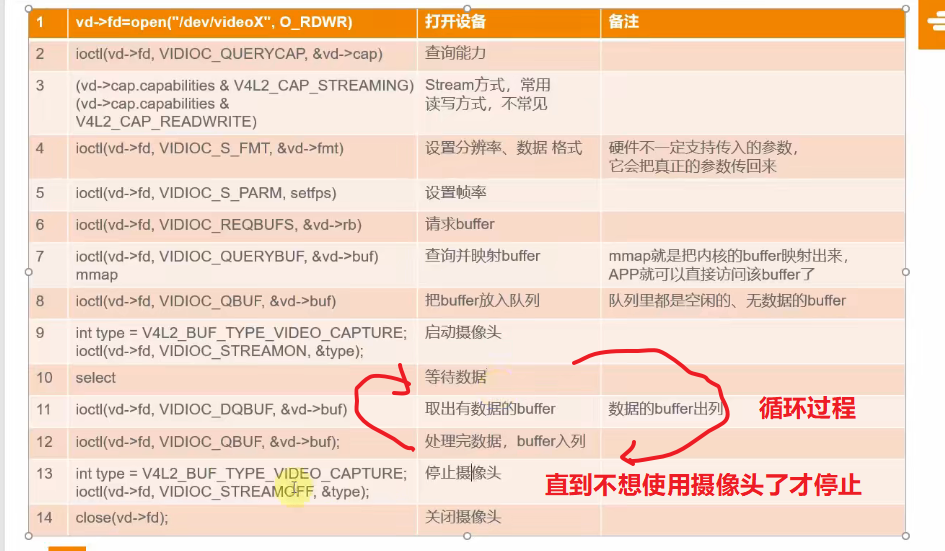 1 vd->fd=open("/dev/videoX", O_RDWR) 打开设备 备注
2 ioctl(vd->fd, VIDIOC_QUERYCAP, &vd->cap) 查询能力
3 (vd->cap.capabilities & V4L2_CAP_STREAMING) Stream方式，常用
(vd->cap.capabilities & 读写方式，不常见
V4L2_CAP_READWRITE)
4 ioctl(vd->fd, VIDIOC_S_FMT, &vd->fmt) 设置分辨率、数据 格式 硬件不一定支持传入的参数，
它会把真正的参数传回来
5 ioctl(vd->fd, VIDIOC_S_PARM, setfps) 设置帧率
6 ioctl(vd->fd, VIDIOC_REQBUFS, &vd->rb) 请求buffer
7 ioctl(vd->fd, VIDIOC_QUERYBUF, &vd->buf) 查询并映射buffer mmap就是把内核的buffer映射出来，
mmap APP就可以直接访问该buffer了
8 ioctl(vd->fd, VIDIOC_QBUF, &vd->buf) 把buffer放入队列 队列里都是空闲的、无数据的buffer
9 int type = V4L2_BUF_TYPE_VIDEO_CAPTURE; 启动摄像头
ioctl(vd->fd, VIDIOC_STREAMON, &type);
10 select 等待数据
11 ioctl(vd->fd, VIDIOC_DQBUF, &vd->buf) 取出有数据的buffer 数据的buffer出列 循环过程
12 ioctl(vd->fd, VIDIOC_QBUF, &vd->buf); 处理完数据，buffer入列
13 int type = V4L2_BUF_TYPE_VIDEO_CAPTURE; 停止摄像头
ioctl(vd->fd, VIDIOC_STREAMOFF, &type); 直到不想使用摄像头了才停止
14 close(vd->fd); 关闭摄像头